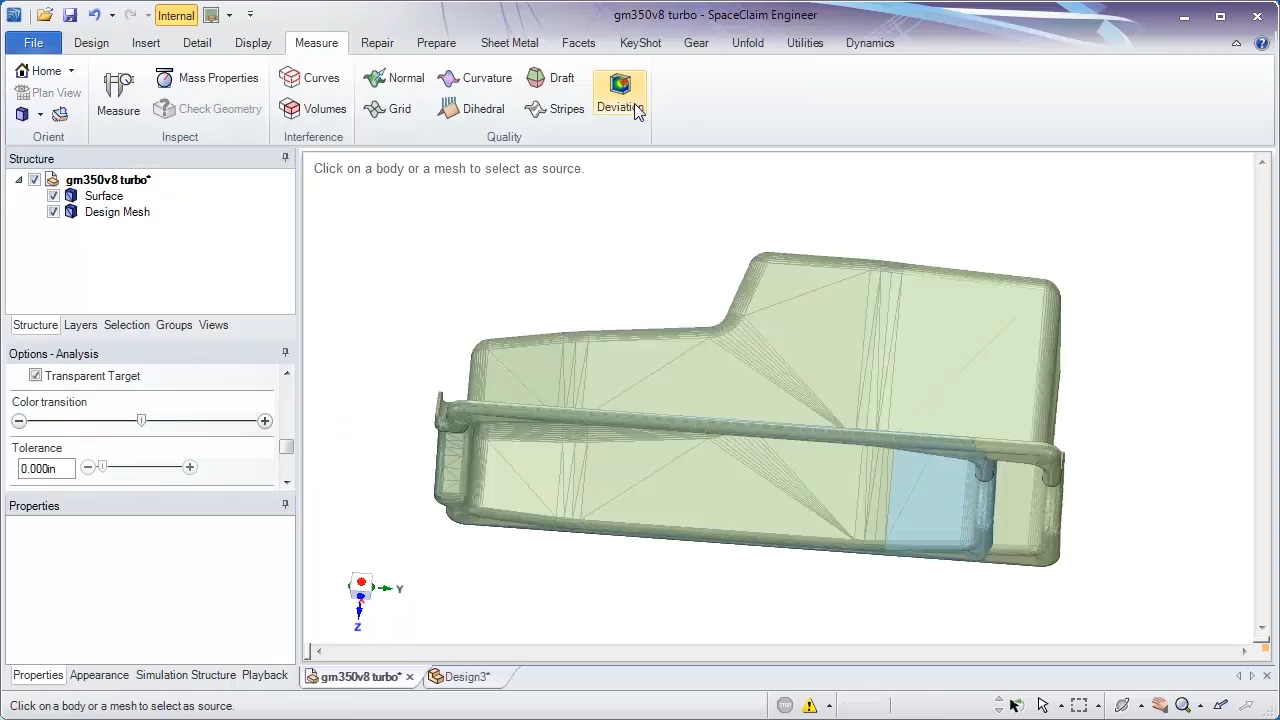 Internal
gm350v8 turbo - SpaceClaim Engineer
File Design Insert Detail Display Measure Repair Prepare Sheet Metal Facets KeyShot Gear Unfold Utilities Dynamics
Home Mass Properties Curves Normal Curvature Draft
Plan View Measure Check Geometry Volumes Grid Dihedral Stripes Deviation
Orient Inspect Interference Quality
Structure
Click on a body or a mesh to select as source.
gm350v8 turbo*
Surface
Design Mesh
Structure Layers Selection Groups Views
Options - Analysis
Transparent Target
Color transition
Tolerance
0.000in
Properties
Y
Z
Properties Appearance Simulation Structure Playback gm350v8 turbo* Design3*
Click on a body or a mesh to select as source.